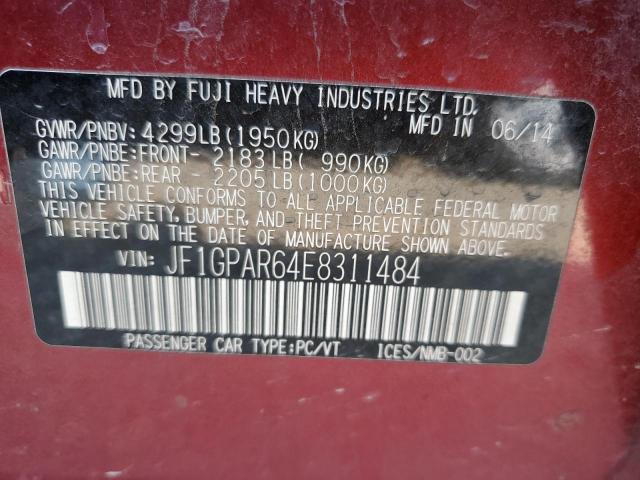 MFD BY FUJI HEAVY INDUSTRIES LTD.
GVWR/PNBV: 4299LB (1950KG) MFD IN 06/14
GAWR/PNBE: FRONT- 2183LB ( 990KG)
GAWR/PNBE: REAR - 2205LB (1000KG)
THIS VEHICLE CONFORMS TO ALL APPLICABLE FEDERAL MOTOR
VEHICLE SAFETY, BUMPER, AND THEFT PREVENTION STANDARDS
IN EFFECT ON THE DATE OF MANUFACTURE SHOWN ABOVE.
VIN: JF1GPAR64E8311484
PASSENGER CAR TYPE: PC/VT ICES/NMB-002